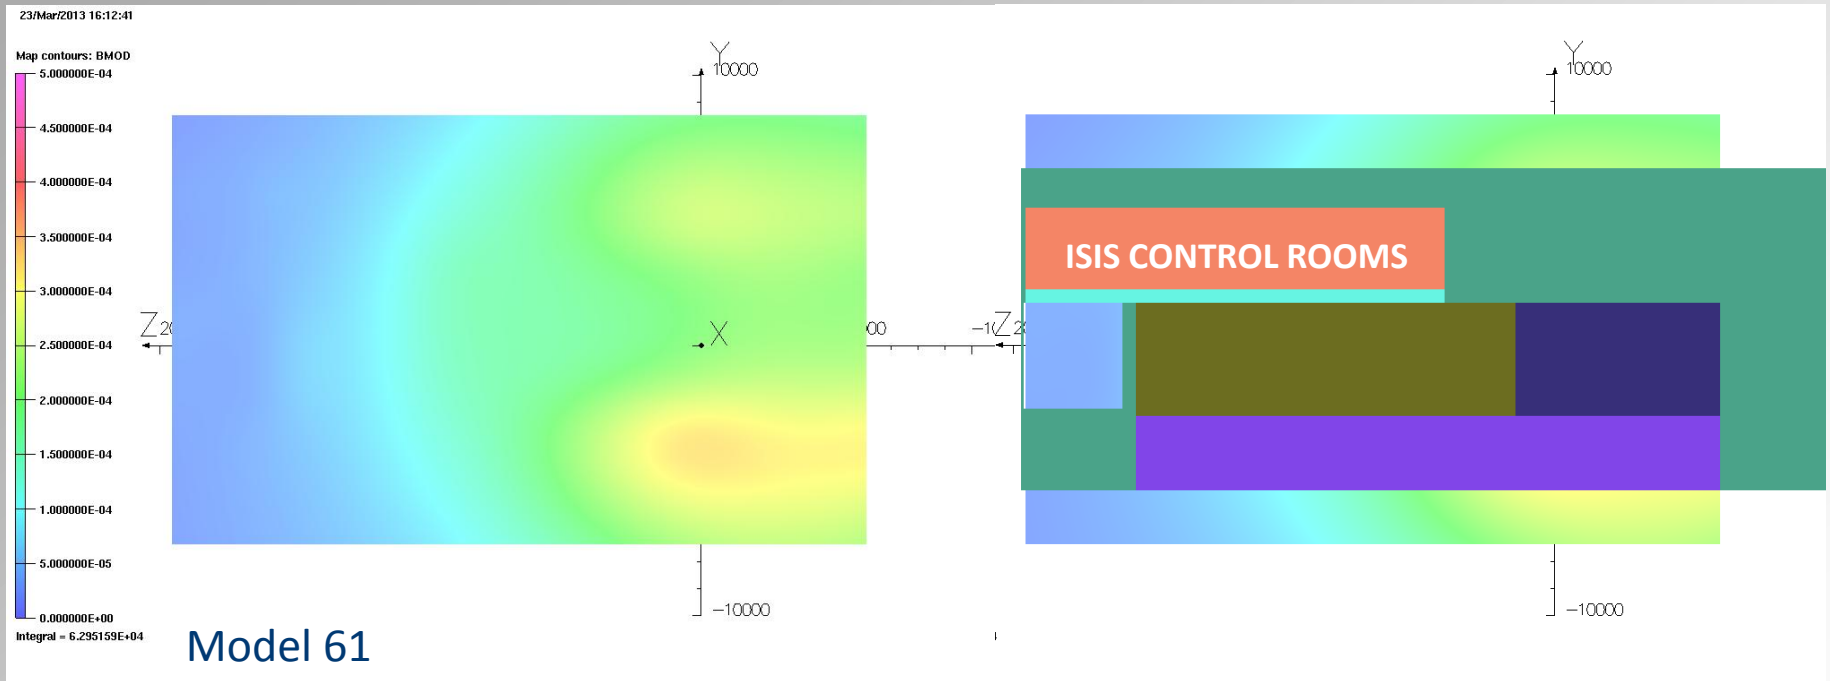 23/Mar/2013 16:12:41
Map contours: BMOD
5.000000E-04
4.500000E-04
4.000000E-04
3.500000E-04
3.000000E-04
2.500000E-04
2.000000E-04
1.500000E-04
1.000000E-04
5.000000E-05
0.000000E+00
Integral = 6.295159E+04
Y
10000
Z
X
-10000
Model 61
Y
10000
ISIS CONTROL ROOMS
Z
-10000